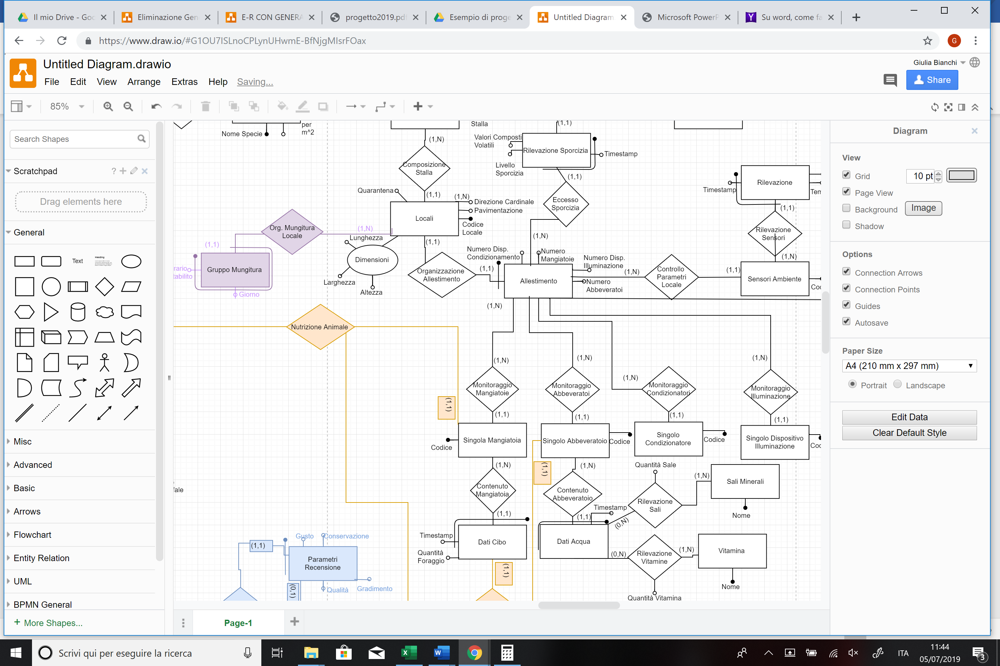 Il mio Drive - Goo
Eliminazione Gen
E-R CON GENERA
progetto2019.pdf
Esempio di proge
Untitled Diagram
Microsoft PowerP
Su word, come fa
https://www.draw.io/#G1OU7ISLnoCPLynUHwmE-BfNjgMIsrFOax
G
Untitled Diagram.drawio
Giulia Bianchi
File Edit View Arrange Extras Help Saving...
Share
85%
Search Shapes
Scratchpad
?
Drag elements here
General
Text
Heading
Misc
Advanced
Basic
Arrows
Flowchart
Entity Relation
UML
BPMN General
+ More Shapes...
Nome Specie
per
m^2
Stalla
(1,N)
Composizione
Stalla
(1,1)
Quarantena
(1,N)
Direzione Cardinale
Pavimentazione
Codice
Locale
Locali
(1,1)
Valori Composti
Volatili
Livello
Sporcizia
(1,1)
Rilevazione Sporcizia
Timestamp
(1,1)
Eccesso
Sporcizia
(1,N)
Rilevazione
Timestamp
Tem
(1,1)
Rilevazione
Sensori
(1,N)
Sensori Ambiente
Coc
Org. Mungitura
Locale
(1,N)
(1,1)
Gruppo Mungitura
rario
tabilito
Giorno
Lunghezza
Dimensioni
Larghezza
Altezza
Organizzazione
Allestimento
(1,1)
Numero Disp.
Condizionamento
Numero
Mangiatoie
Numero Disp.
Illuminazione
Numero
Abbeveratoi
Allestimento
(1,N)
Controllo
Parametri
Locale
(1,1)
(1,N)
Nutrizione Animale
(1,N)
(1,N)
(1,N)
(1,N)
Monitoraggio
Mangiatoie
Monitoraggio
Abbeveratoi
Monitoraggio
Condizionatori
Monitoraggio
Illuminazione
(1,1)
(1,1)
(1,1)
(1,1)
(1,1)
Singola Mangiatoia
Codice
Singolo Abbeveratoio
Codice
Singolo
Condizionatore
Codice
Singolo Dispositivo
Illuminazione
Coc
(1,N)
(1,1)
(1,N)
Quantità Sale
(1,N)
Sali Minerali
Nome
Contenuto
Mangiatoia
Contenuto
Abbeveratoio
Rilevazione
Sali
Timestamp
(1,1)
(1,1)
(0,N)
fale
Timestamp
Quantità
Foraggio
Dati Cibo
Dati Acqua
(0,N)
Rilevazione
Vitamine
(1,N)
Vitamina
Nome
Quantità Vitamina
(1,1)
(1,1)
Gusto
Conservazione
Parametri
Recensione
Qualità
Gradimento
(0,1)
Page-1
Diagram
View
Grid
10 pt
Page View
Background
Image
Shadow
Options
Connection Arrows
Connection Points
Guides
Autosave
Paper Size
A4 (210 mm x 297 mm)
Portrait
Landscape
Edit Data
Clear Default Style
Scrivi qui per eseguire la ricerca
ITA
11:44
05/07/2019
3